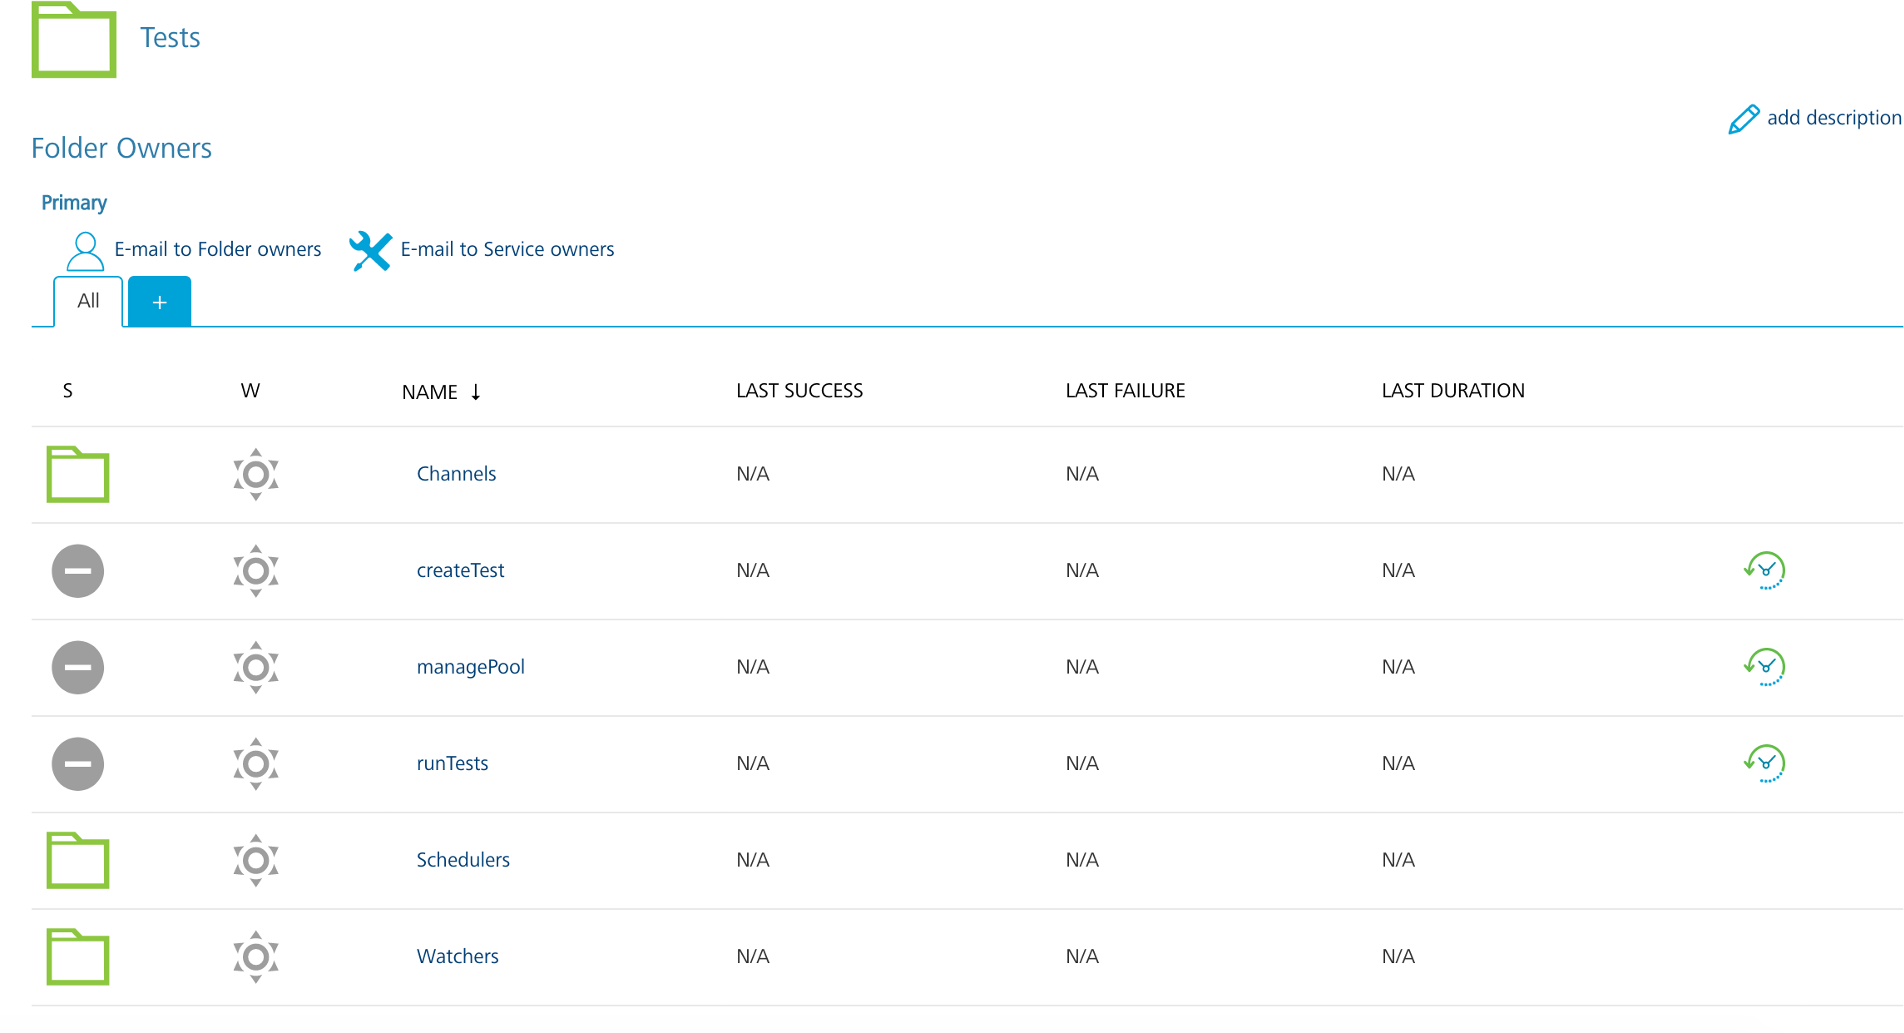 Tests
add description
Folder Owners
Primary
E-mail to Folder owners E-mail to Service owners
All +
S W NAME ↓ LAST SUCCESS LAST FAILURE LAST DURATION
Channels N/A N/A N/A
createTest N/A N/A N/A
managePool N/A N/A N/A
runTests N/A N/A N/A
Schedulers N/A N/A N/A
Watchers N/A N/A N/A